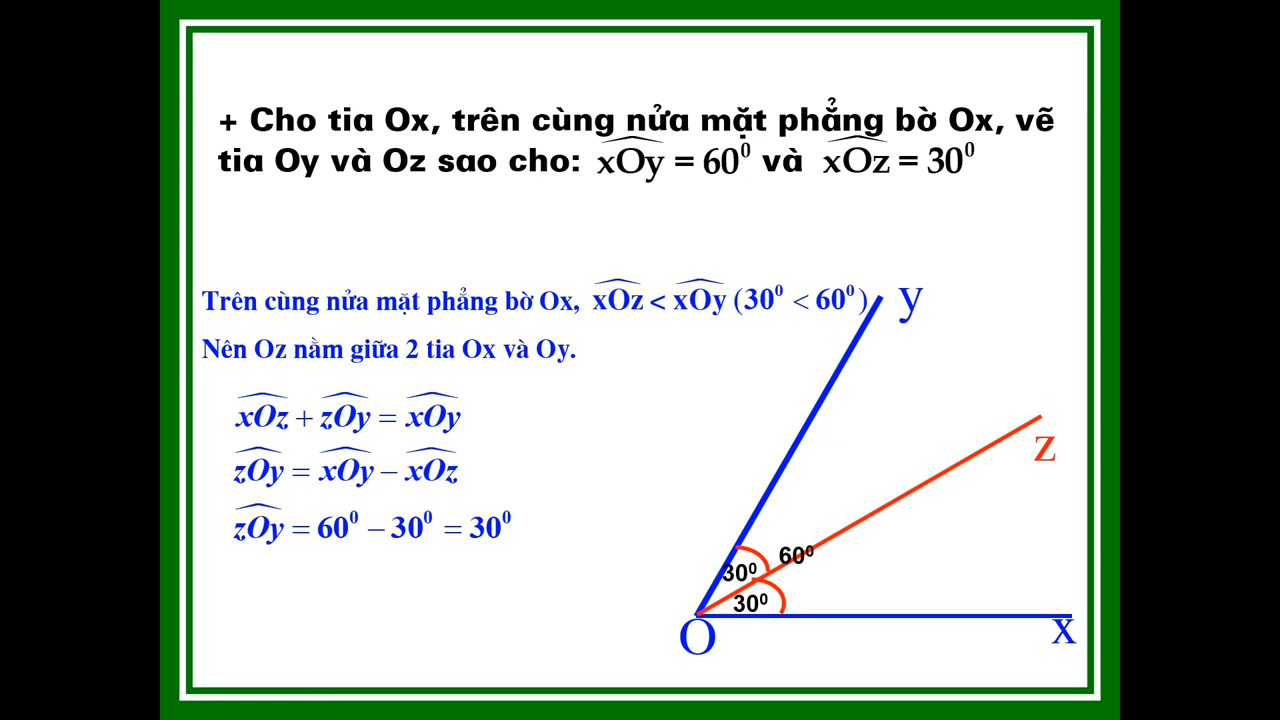 + Cho tia Ox, trên cùng nửa mặt phẳng bờ Ox, vẽ
tia Oy và Oz sao cho: xOy = 60⁰ và xOz = 30⁰
Trên cùng nửa mặt phẳng bờ Ox, xOz < xOy (30⁰ < 60⁰)
Nên Oz nằm giữa 2 tia Ox và Oy.
xOz + zOy = xOy
zOy = xOy − xOz
zOy = 60⁰ − 30⁰ = 30⁰
y
z
60⁰
30⁰
30⁰
O
x